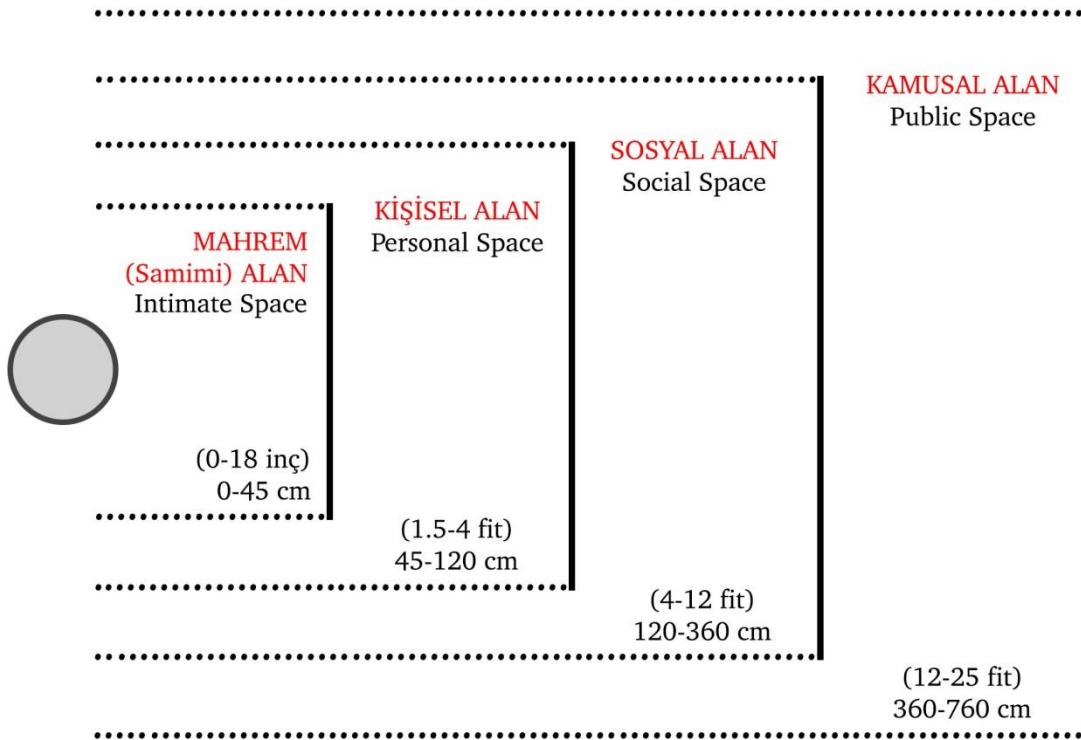 KAMUSAL ALAN
Public Space
SOSYAL ALAN
Social Space
KİŞİSEL ALAN
Personal Space
MAHREM
(Samimi) ALAN
Intimate Space
(0-18 inç)
0-45 cm
(1.5-4 fit)
45-120 cm
(4-12 fit)
120-360 cm
(12-25 fit)
360-760 cm